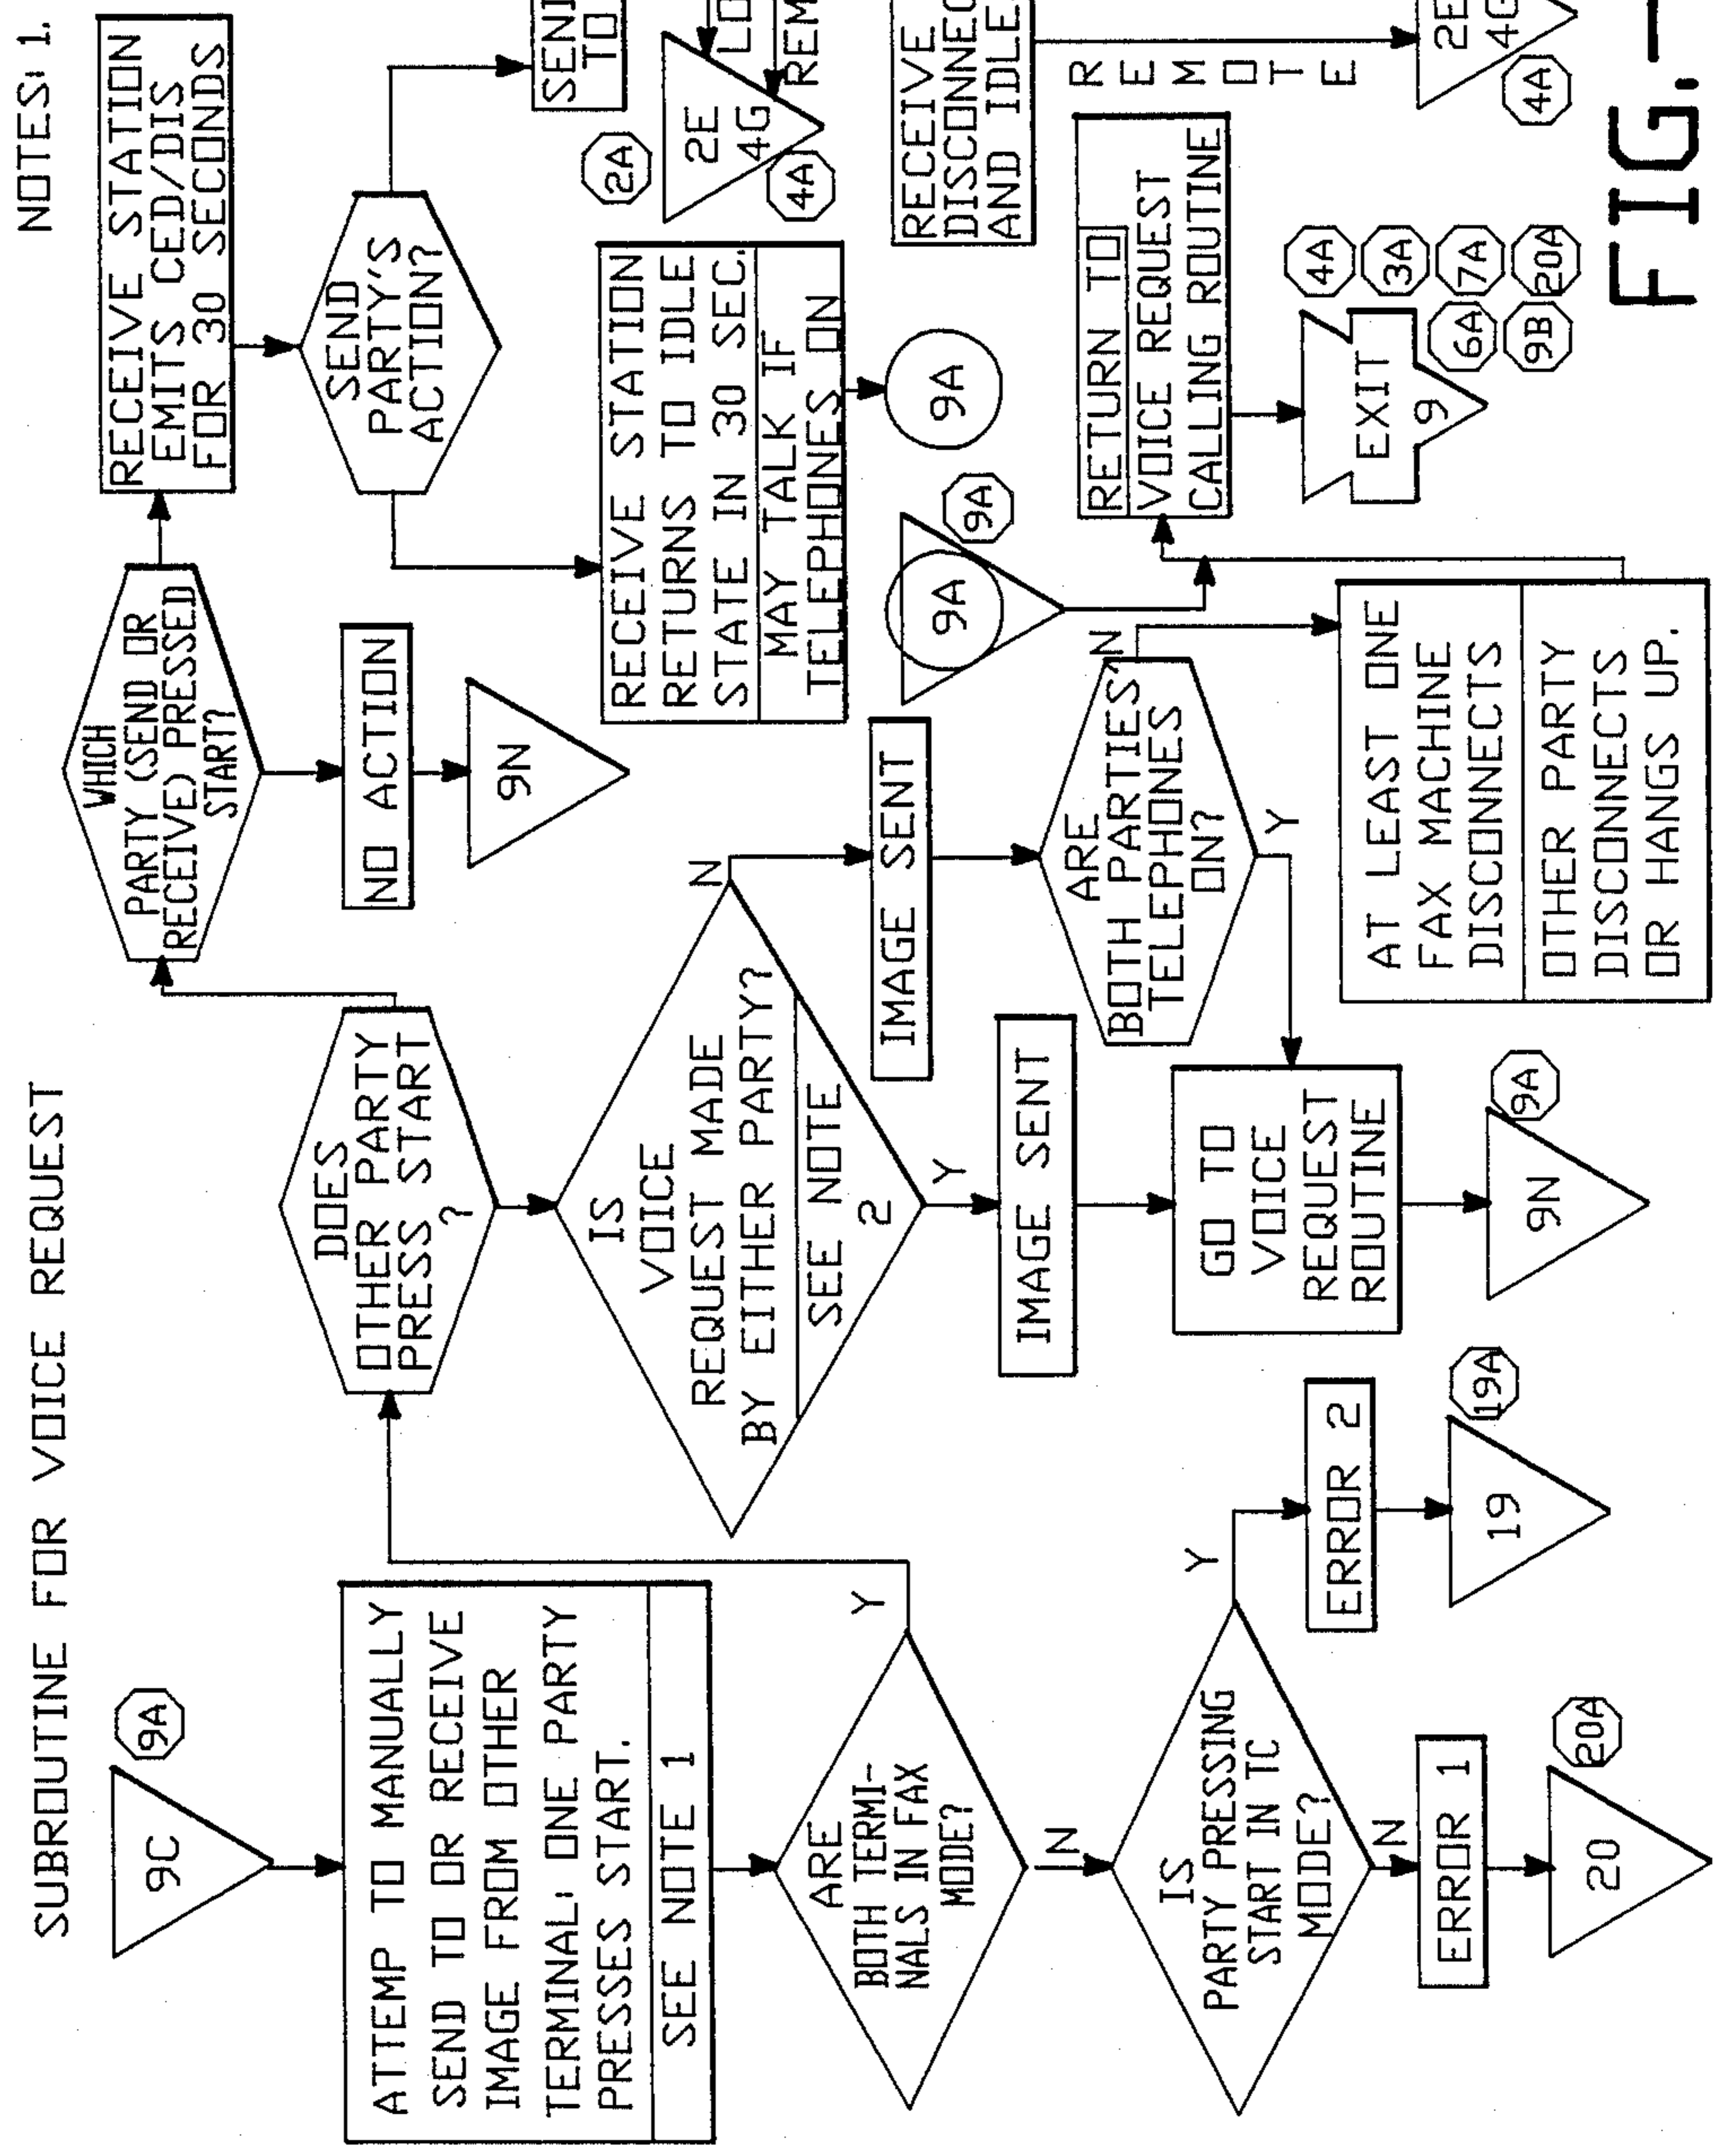 SUBROUTINE FOR VOICE REQUEST
NOTES: 1.
9C
9A
ATTEMP TO MANUALLY
SEND TO OR RECEIVE
IMAGE FROM OTHER
TERMINAL; ONE PARTY
PRESSES START.
SEE NOTE 1
ARE
BOTH TERMI-
NALS IN FAX
MODE?
Y
N
IS
PARTY PRESSING
START IN TC
MODE?
Y
N
ERROR 2
19
19A
ERROR 1
20
20A
DOES
OTHER PARTY
PRESS START
?
IS
VOICE
REQUEST MADE
BY EITHER PARTY?
SEE NOTE
2
Y
N
IMAGE SENT
GO TO
VOICE
REQUEST
ROUTINE
9N
9A
IMAGE SENT
ARE
BOTH PARTIES'
TELEPHONES
ON?
Y
N
AT LEAST ONE
FAX MACHINE
DISCONNECTS
OTHER PARTY
DISCONNECTS
OR HANGS UP.
WHICH
PARTY (SEND OR
RECEIVE) PRESSED
START?
NO ACTION
9N
RECEIVE STATION
EMITS CED/DIS
FOR 30 SECONDS
SEND
PARTY'S
ACTION?
RECEIVE STATION
RETURNS TO IDLE
STATE IN 30 SEC.
MAY TALK IF
TELEPHONES ON
9A
9A
9A
RETURN TO
VOICE REQUEST
CALLING ROUTINE
EXIT
9
4A
3A
7A
20A
6A
9B
SEN
TO
2A
2E
4G
4A
LO
REM
RECEIVE
DISCONNEC
AND IDLE
REMOTE
2E
4G
4A
FIG.-